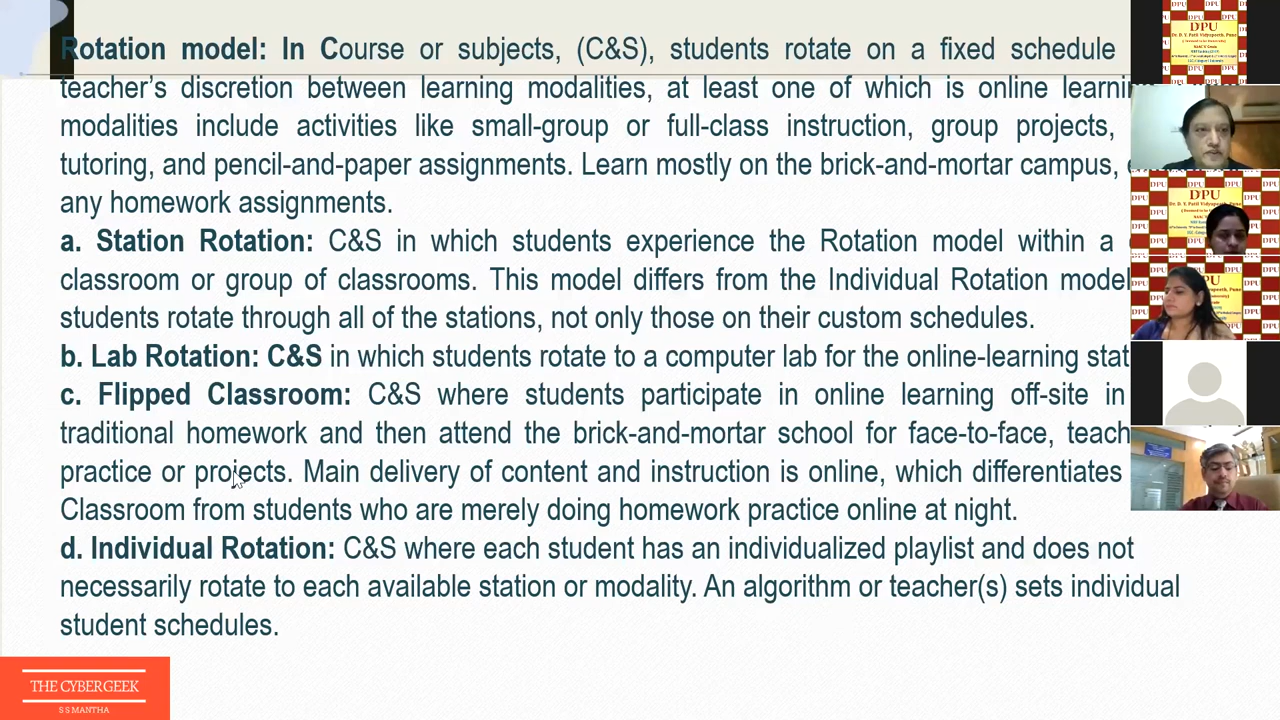 Rotation model: In Course or subjects, (C&S), students rotate on a fixed schedule
teacher's discretion between learning modalities, at least one of which is online
modalities include activities like small-group or full-class instruction, group projects,
tutoring, and pencil-and-paper assignments. Learn mostly on the brick-and-mortar campus,
any homework assignments.
a. Station Rotation: C&S in which students experience the Rotation model within a
classroom or group of classrooms. This model differs from the Individual Rotation model
students rotate through all of the stations, not only those on their custom schedules.
b. Lab Rotation: C&S in which students rotate to a computer lab for the online-learning
c. Flipped Classroom: C&S where students participate in online learning off-site in
traditional homework and then attend the brick-and-mortar school for face-to-face,
practice or projects. Main delivery of content and instruction is online, which differentiates
Classroom from students who are merely doing homework practice online at night.
d. Individual Rotation: C&S where each student has an individualized playlist and does not
necessarily rotate to each available station or modality. An algorithm or teacher(s) sets individual
student schedules.
THE CYBERGEEK
S S MANTHA
DPU
Dr. D. Y. Patil Vidyapeeth, Pune
DPU
Dr. D. Y. Patil Vidyapeeth, Pune